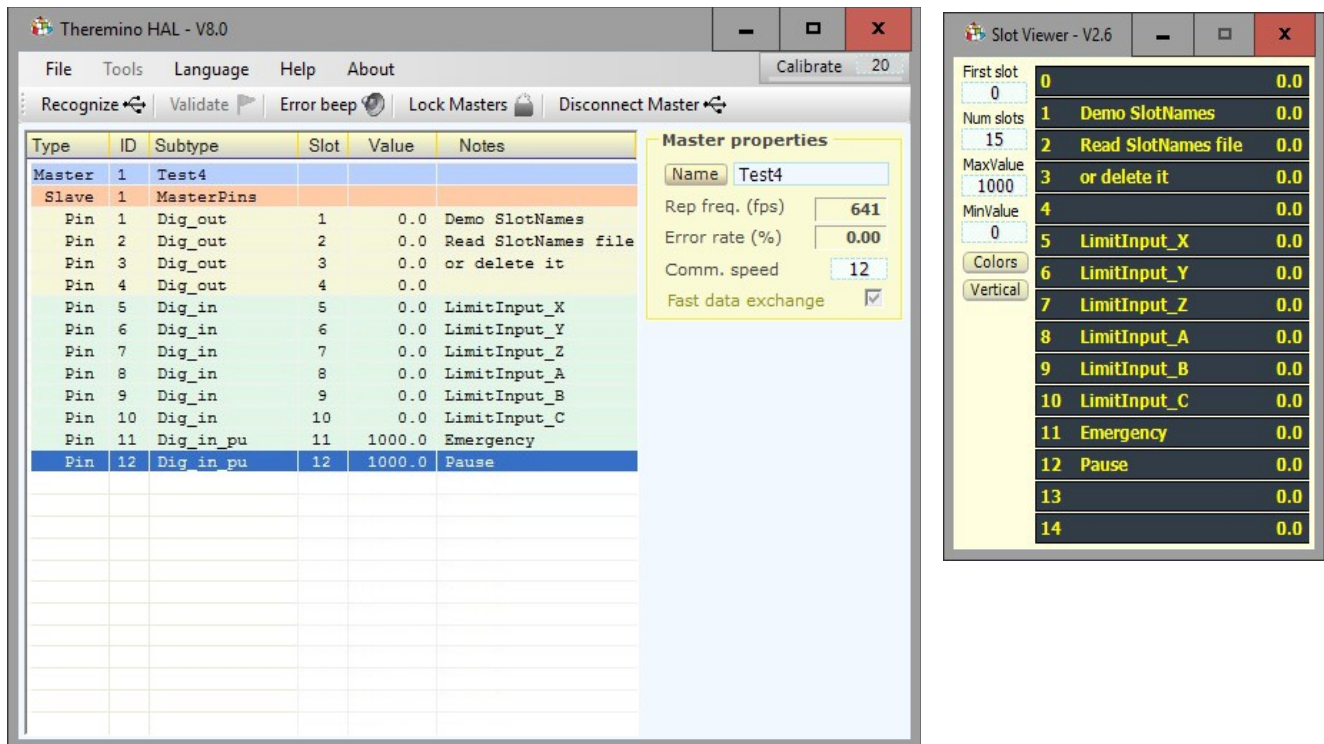 Theremino HAL - V8.0
File Tools Language Help About Calibrate 20
Recognize Validate Error beep Lock Masters Disconnect Master
Type ID Subtype Slot Value Notes
Master 1 Test4
Slave 1 MasterPins
Pin 1 Dig_out 1 0.0 Demo SlotNames
Pin 2 Dig_out 2 0.0 Read SlotNames file
Pin 3 Dig_out 3 0.0 or delete it
Pin 4 Dig_out 4 0.0
Pin 5 Dig_in 5 0.0 LimitInput_X
Pin 6 Dig_in 6 0.0 LimitInput_Y
Pin 7 Dig_in 7 0.0 LimitInput_Z
Pin 8 Dig_in 8 0.0 LimitInput_A
Pin 9 Dig_in 9 0.0 LimitInput_B
Pin 10 Dig_in 10 0.0 LimitInput_C
Pin 11 Dig_in_pu 11 1000.0 Emergency
Pin 12 Dig_in_pu 12 1000.0 Pause
Master properties
Name Test4
Rep freq. (fps) 641
Error rate (%) 0.00
Comm. speed 12
Fast data exchange
Slot Viewer - V2.6
First slot
0
Num slots
15
MaxValue
1000
MinValue
0
Colors
Vertical
0 0.0
1 Demo SlotNames 0.0
2 Read SlotNames file 0.0
3 or delete it 0.0
4 0.0
5 LimitInput_X 0.0
6 LimitInput_Y 0.0
7 LimitInput_Z 0.0
8 LimitInput_A 0.0
9 LimitInput_B 0.0
10 LimitInput_C 0.0
11 Emergency 0.0
12 Pause 0.0
13 0.0
14 0.0